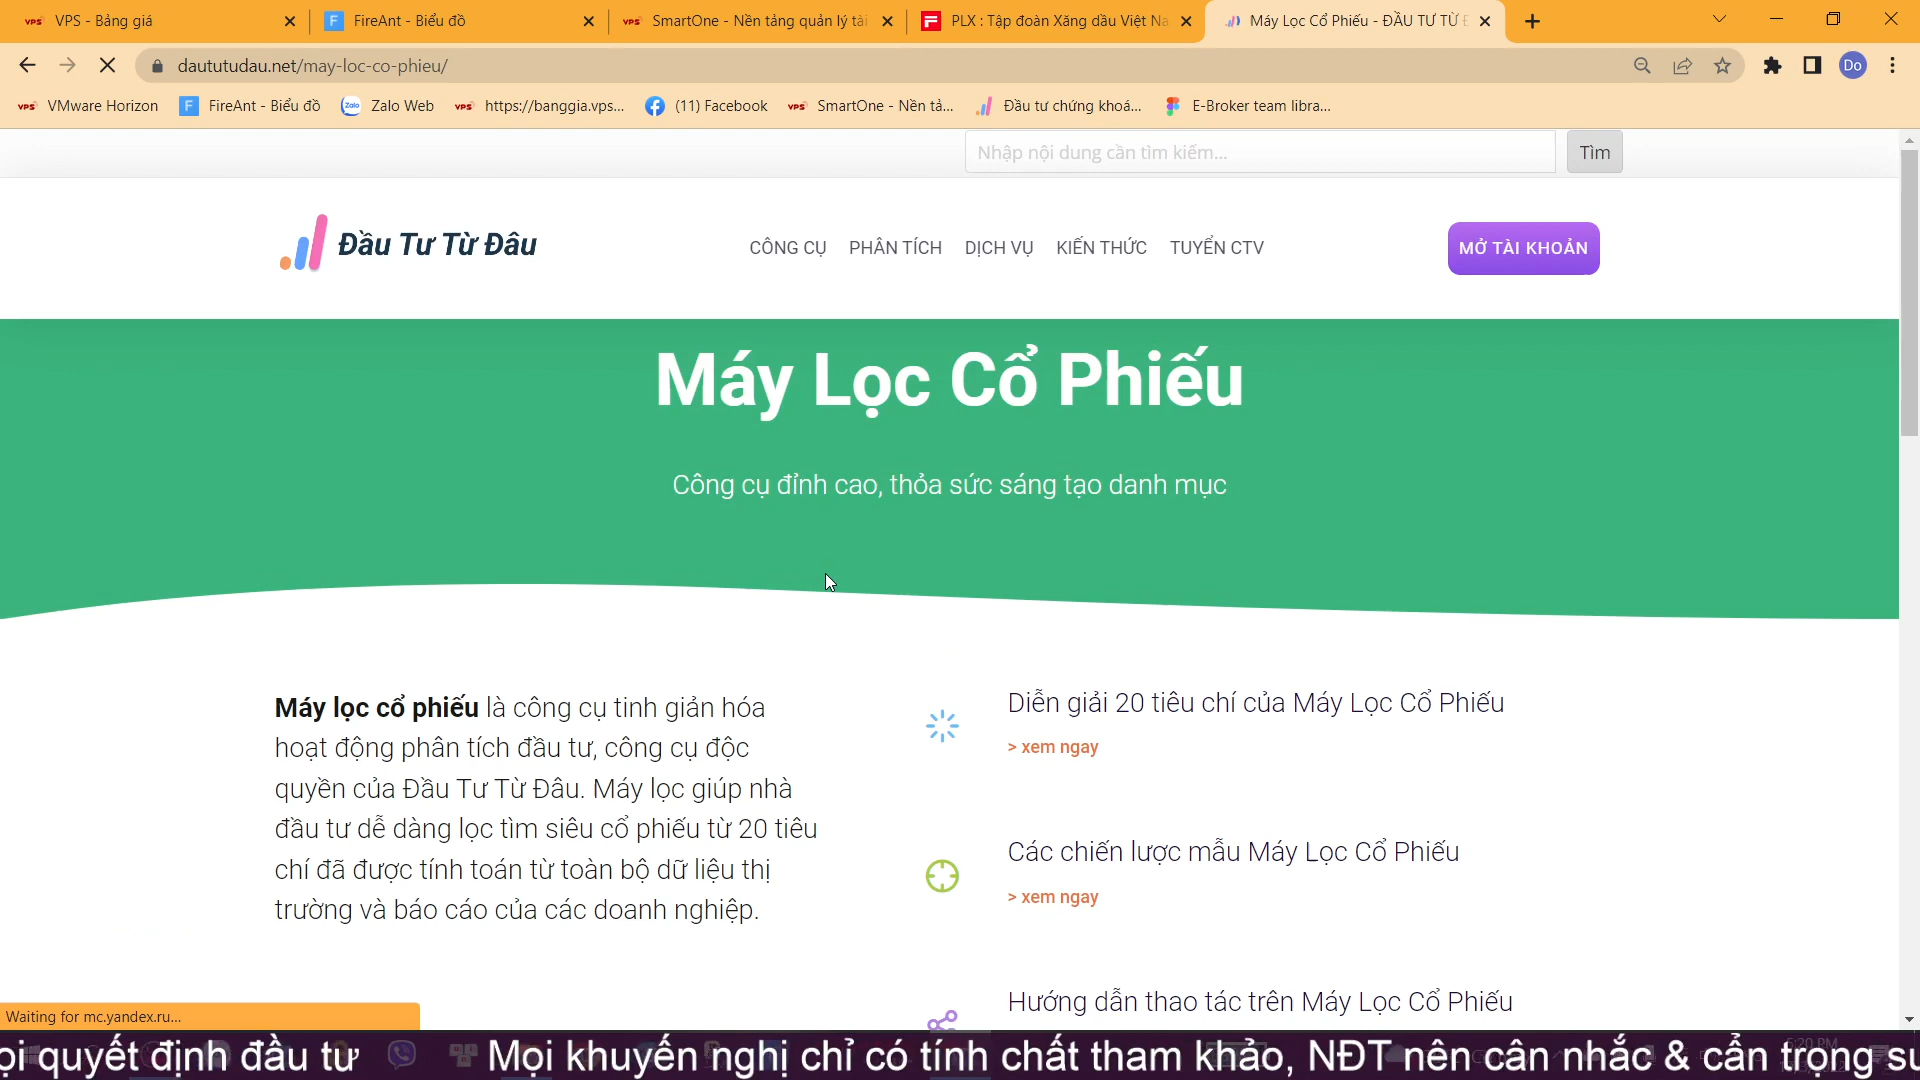 VPS - Bảng giá
FireAnt - Biểu đồ
SmartOne - Nền tảng quản lý tài
PLX : Tập đoàn Xăng dầu Việt Na
Máy Lọc Cổ Phiếu - ĐẦU TƯ TỪ Đ
dautututudau.net/may-loc-co-phieu/
Do
VMware Horizon
FireAnt - Biểu đồ
Zalo Web
https://banggia.vps...
(11) Facebook
SmartOne - Nền tả...
Đầu tư chứng khoá...
E-Broker team libra...
Nhập nội dung cần tìm kiếm...
Tìm
Đầu Tư Từ Đâu
CÔNG CỤ
PHÂN TÍCH
DỊCH VỤ
KIẾN THỨC
TUYỂN CTV
MỞ TÀI KHOẢN
Máy Lọc Cổ Phiếu
Công cụ đỉnh cao, thỏa sức sáng tạo danh mục
Máy lọc cổ phiếu là công cụ tinh giản hóa
hoạt động phân tích đầu tư, công cụ độc
quyền của Đầu Tư Từ Đâu. Máy lọc giúp nhà
đầu tư dễ dàng lọc tìm siêu cổ phiếu từ 20 tiêu
chí đã được tính toán từ toàn bộ dữ liệu thị
trường và báo cáo của các doanh nghiệp.
Diễn giải 20 tiêu chí của Máy Lọc Cổ Phiếu
> xem ngay
Các chiến lược mẫu Máy Lọc Cổ Phiếu
> xem ngay
Hướng dẫn thao tác trên Máy Lọc Cổ Phiếu
Waiting for mc.yandex.ru...
ọi quyết định đầu tư
Mọi khuyến nghị chỉ có tính chất tham khảo, NĐT nên cân nhắc & cẩn trọng sư
5:20 PM